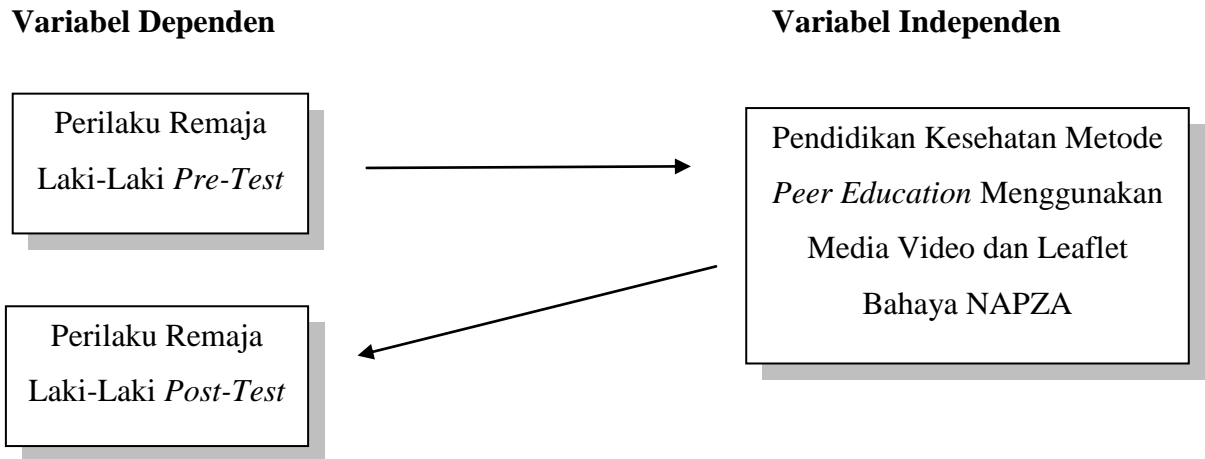 Variabel Dependen
Variabel Independen
Perilaku Remaja
Laki-Laki Pre-Test
Pendidikan Kesehatan Metode
Peer Education Menggunakan
Media Video dan Leaflet
Bahaya NAPZA
Perilaku Remaja
Laki-Laki Post-Test